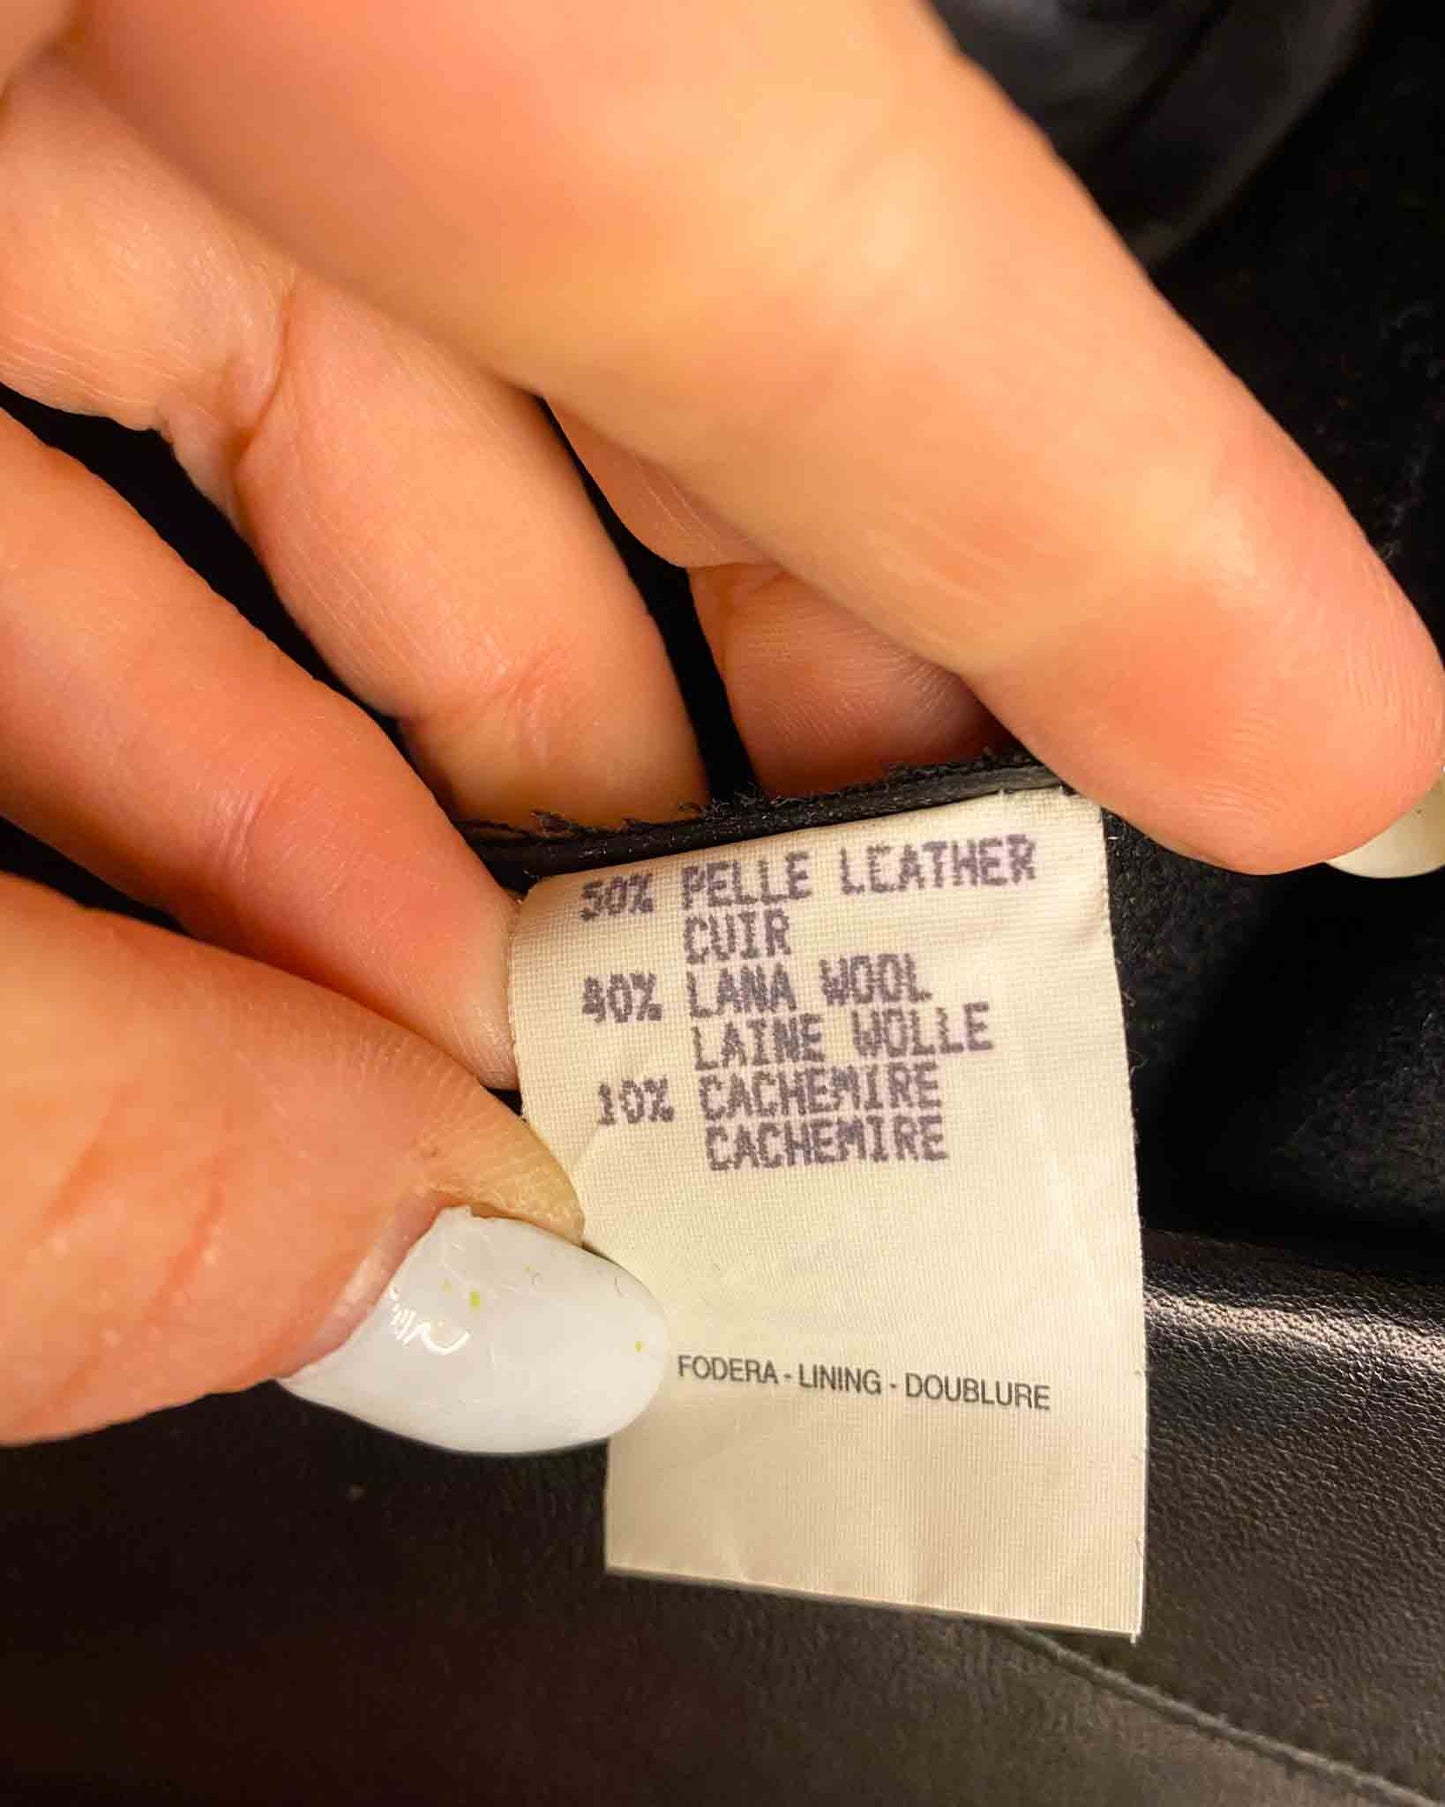 50% PELLE LEATHER
CUIR
40% LANA WOOL
LAINE WOLLE
10% CACHEMIRE
CACHEMIRE
FODERA - LINING - DOUBLURE